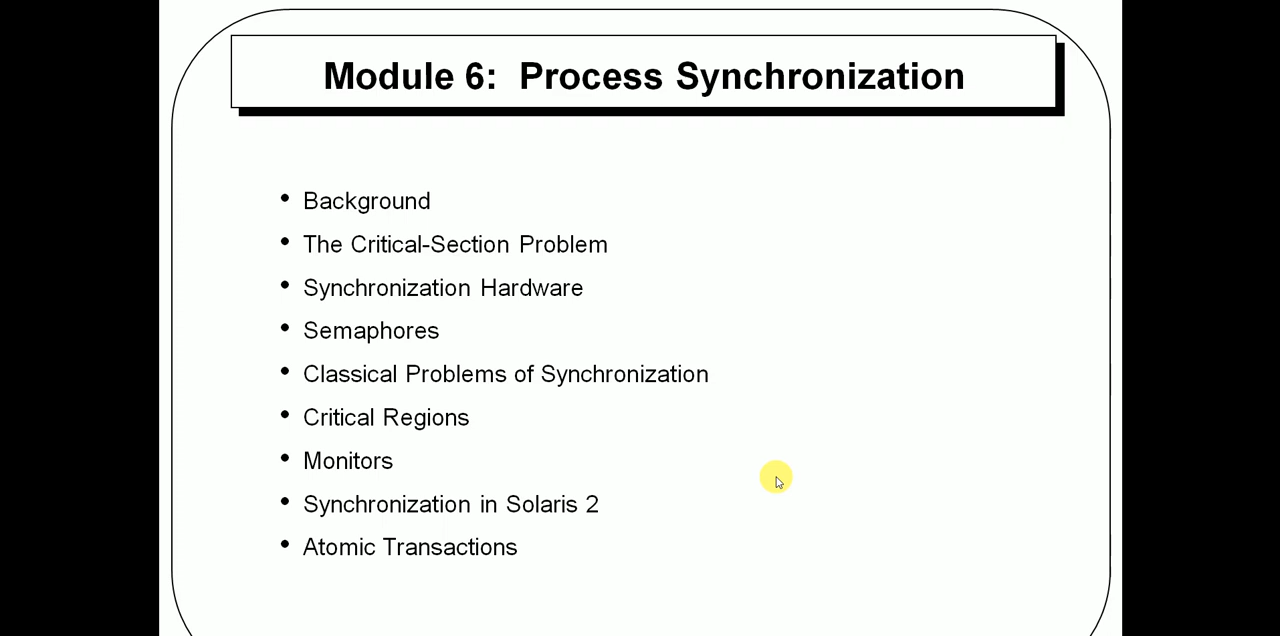 Module 6: Process Synchronization
• Background
• The Critical-Section Problem
• Synchronization Hardware
• Semaphores
• Classical Problems of Synchronization
• Critical Regions
• Monitors
• Synchronization in Solaris 2
• Atomic Transactions